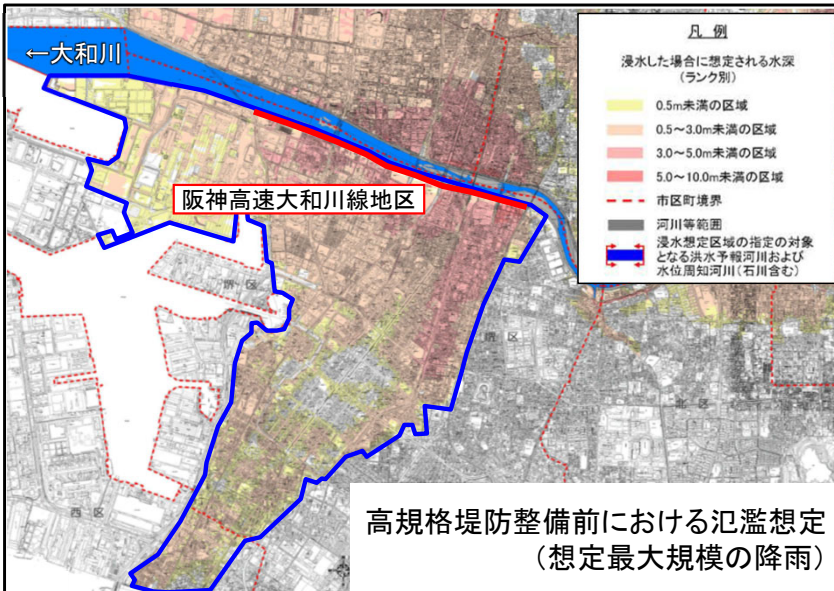 ←大和川
凡 例
浸水した場合に想定される水深
(ランク別)
0.5m未満の区域
0.5～3.0m未満の区域
3.0～5.0m未満の区域
5.0～10.0m未満の区域
市区町境界
河川等範囲
浸水想定区域の指定の対象
となる洪水予報河川および
水位周知河川(石川含む)
阪神高速大和川線地区
堺区
堺区
北区
西区
高規格堤防整備前における氾濫想定
(想定最大規模の降雨)